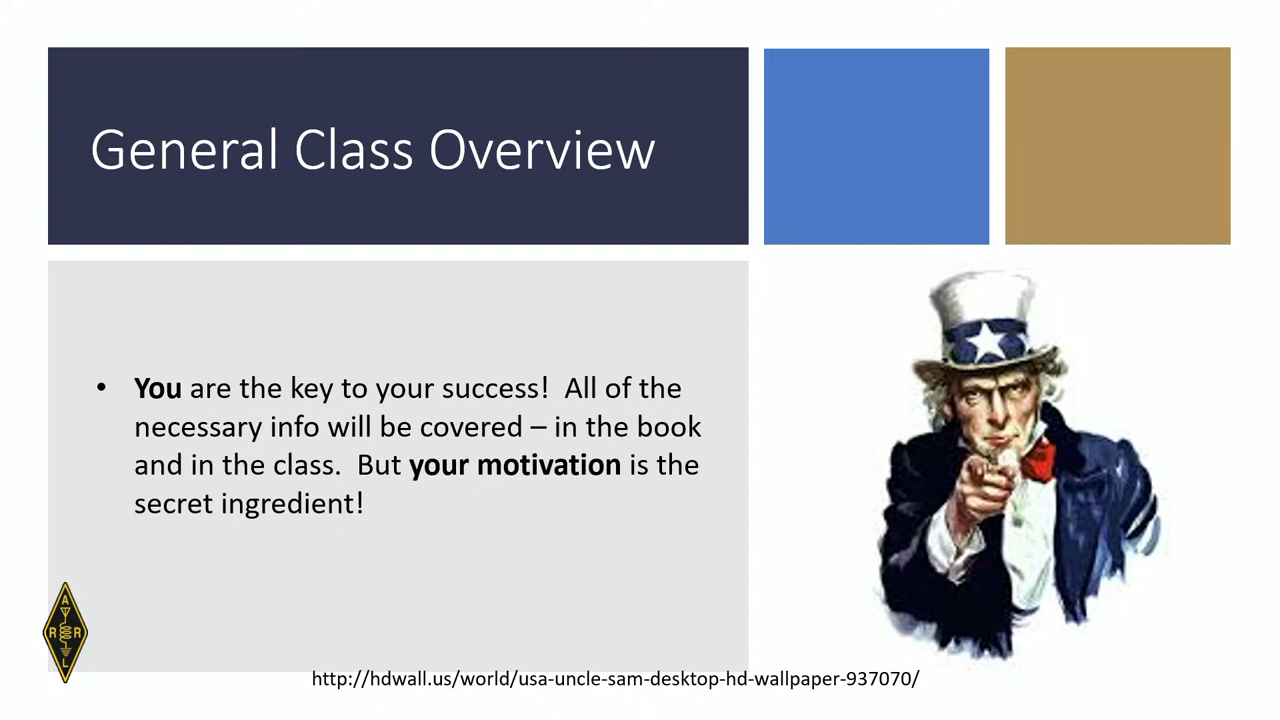 General Class Overview
• You are the key to your success!  All of the
necessary info will be covered – in the book
and in the class.  But your motivation is the
secret ingredient!
A
R R
L
http://hdwall.us/world/usa-uncle-sam-desktop-hd-wallpaper-937070/